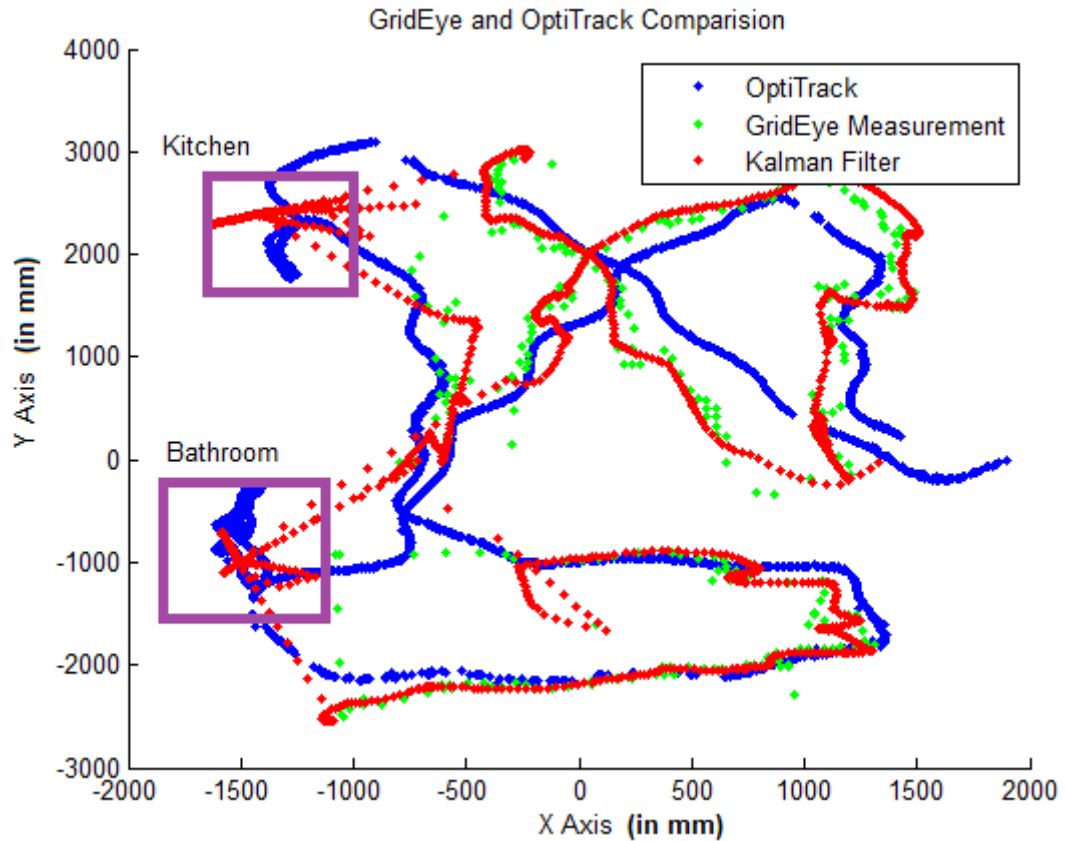 GridEye and OptiTrack Comparision
OptiTrack
GridEye Measurement
Kalman Filter
Kitchen
Bathroom
Y Axis (in mm)
4000
3000
2000
1000
0
-1000
-2000
-3000
-2000 -1500 -1000 -500 0 500 1000 1500 2000
X Axis (in mm)